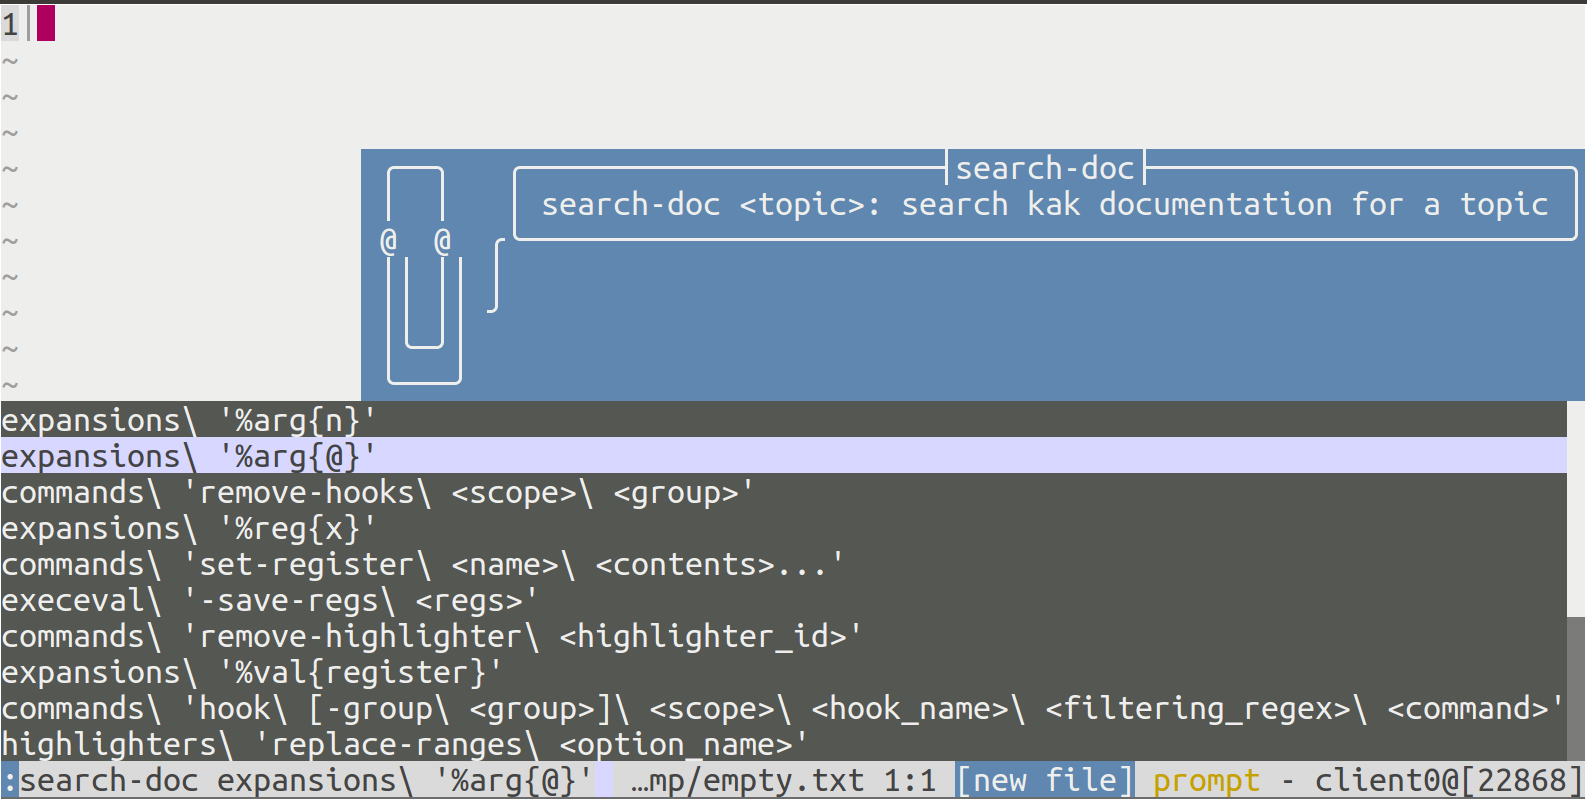 1
~
~
~
~
search-doc
~
search-doc <topic>: search kak documentation for a topic
~
@ @
~
~
~
~
expansions\ '%arg{n}'
expansions\ '%arg{@}'
commands\ 'remove-hooks\ <scope>\ <group>'
expansions\ '%reg{x}'
commands\ 'set-register\ <name>\ <contents>...'
execeval\ '-save-regs\ <regs>'
commands\ 'remove-highlighter\ <highlighter_id>'
expansions\ '%val{register}'
commands\ 'hook\ [-group\ <group>]\ <scope>\ <hook_name>\ <filtering_regex>\ <command>'
highlighters\ 'replace-ranges\ <option_name>'
:search-doc expansions\ '%arg{@}' …mp/empty.txt 1:1 [new file] prompt - client0@[22868]